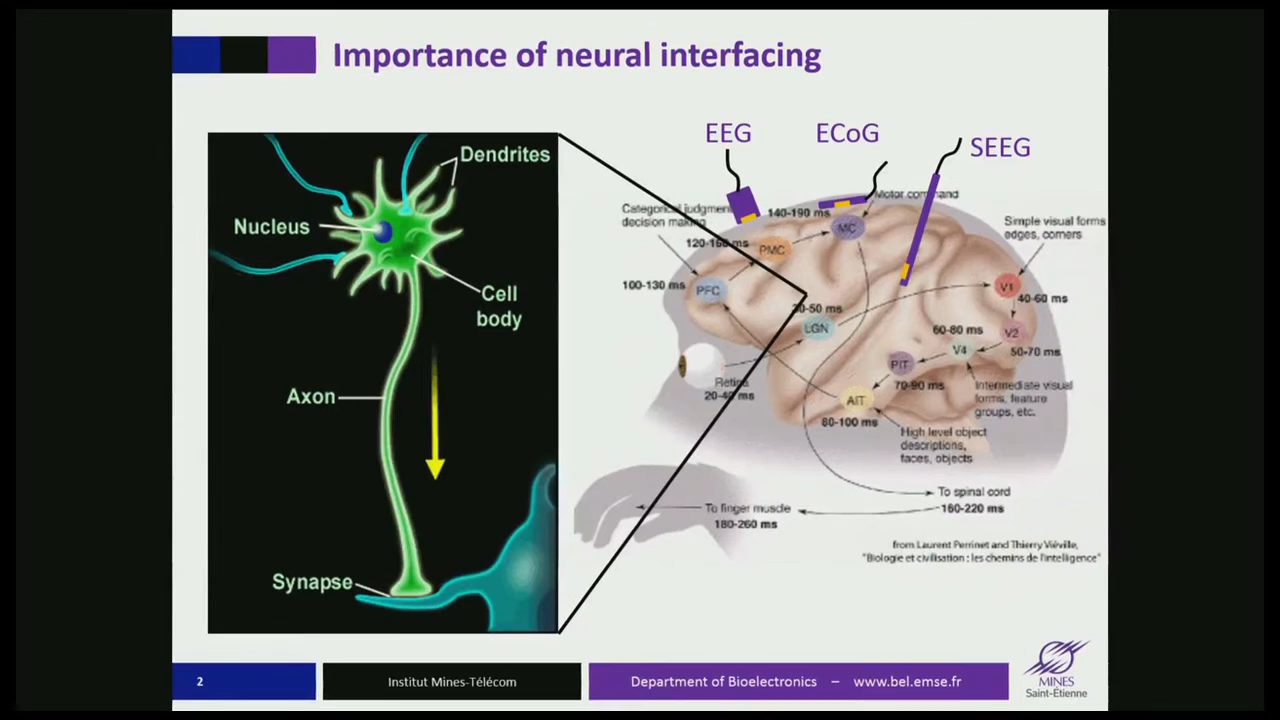 Importance of neural interfacing
Dendrites
Nucleus
Cell
body
Axon
Synapse
EEG
ECoG
SEEG
Motor command
Categorical judgments
decision making
140-190 ms
Simple visual forms
edges, corners
MC
PMC
100-130 ms
PFC
V1
40-60 ms
30-50 ms
LGN
60-80 ms
V2
V4
50-70 ms
PIT
Retina
20-40 ms
70-90 ms
Intermediate visual
forms, feature
groups, etc.
AIT
80-100 ms
High level object
descriptions,
faces, objects
To spinal cord
160-220 ms
To finger muscle
180-260 ms
from Laurent Perrinet and Thierry Viéville,
"Biologie et civilisation : les chemins de l'intelligence"
2
Institut Mines-Télécom
Department of Bioelectronics – www.bel.emse.fr
MINES
Saint-Étienne